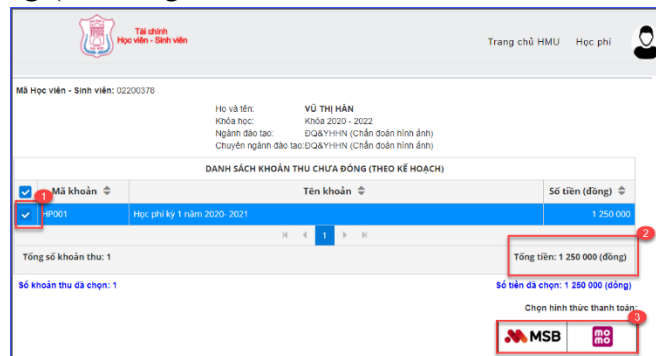 Tài chính
Học viên - Sinh viên
Trang chủ HMU Học phí
Mã Học viên - Sinh viên: 02200378
Họ và tên: VŨ THỊ HÂN
Khóa học: Khóa 2020 - 2022
Ngành đào tạo: ĐQ&YHHN (Chẩn đoán hình ảnh)
Chuyên ngành đào tạo: ĐQ&YHHN (Chẩn đoán hình ảnh)
DANH SÁCH KHOẢN THU CHƯA ĐÓNG (THEO KẾ HOẠCH)
1
Mã khoản Tên khoản Số tiền (đồng)
HP001 Học phí kỳ 1 năm 2020- 2021 1 250 000
1
2
Tổng số khoản thu: 1 Tổng tiền: 1 250 000 (đồng)
Số khoản thu đã chọn: 1 Số tiền đã chọn: 1 250 000 (đồng)
Chọn hình thức thanh toán:
3
MSB mo mo